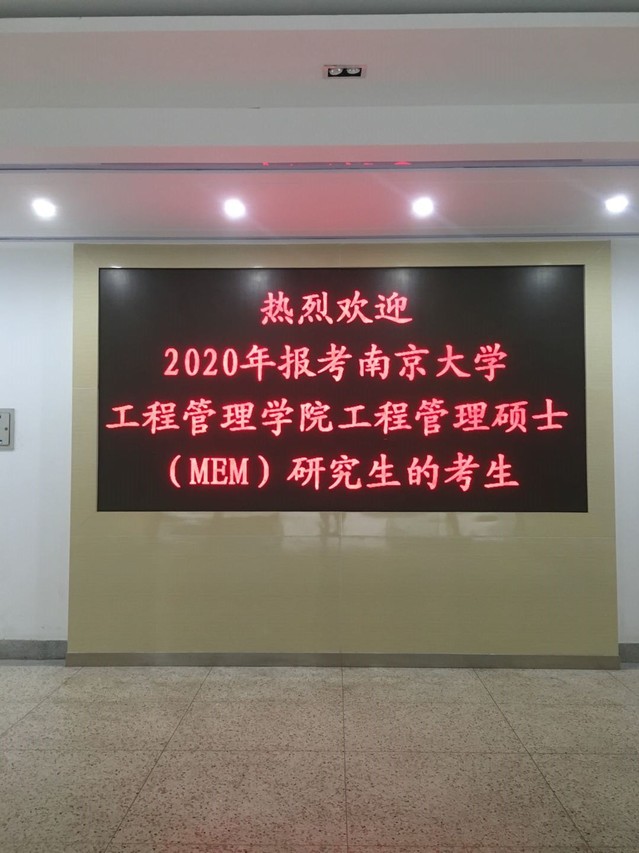 热烈欢迎
2020年报考南京大学
工程管理学院工程管理硕士
（MEM）研究生的考生